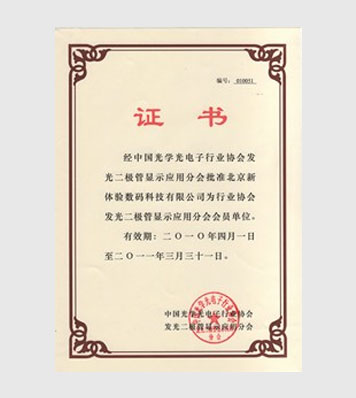 编号：010051
证书
经中国光学光电子行业协会发
光二极管显示应用分会批准北京新
体验数码科技有限公司为行业协会
发光二极管显示应用分会会员单位。
有效期：二〇一〇年四月一日
至二〇一一年三月三十一日。
中国光学光电子行业协会
发光二极管显示应用分会